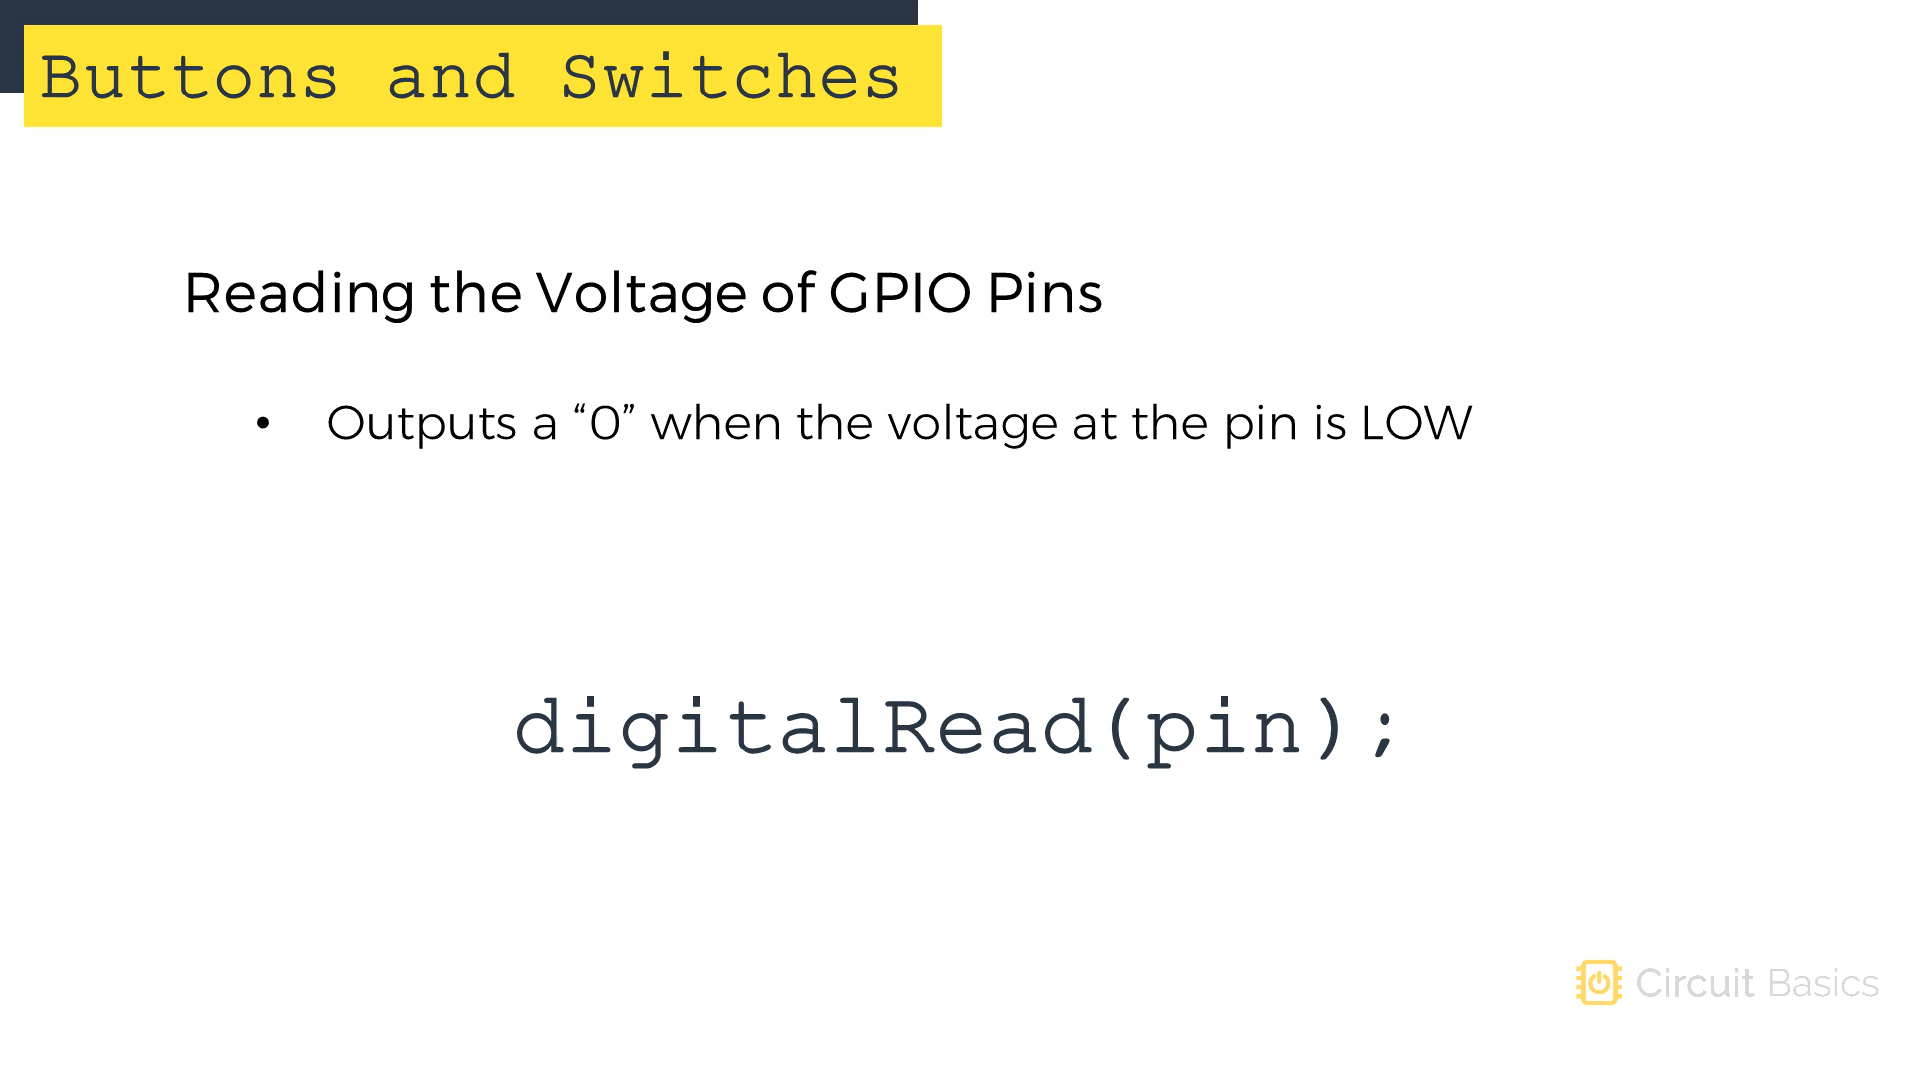 Buttons and Switches
Reading the Voltage of GPIO Pins
• Outputs a “0” when the voltage at the pin is LOW
digitalRead(pin);
Circuit Basics